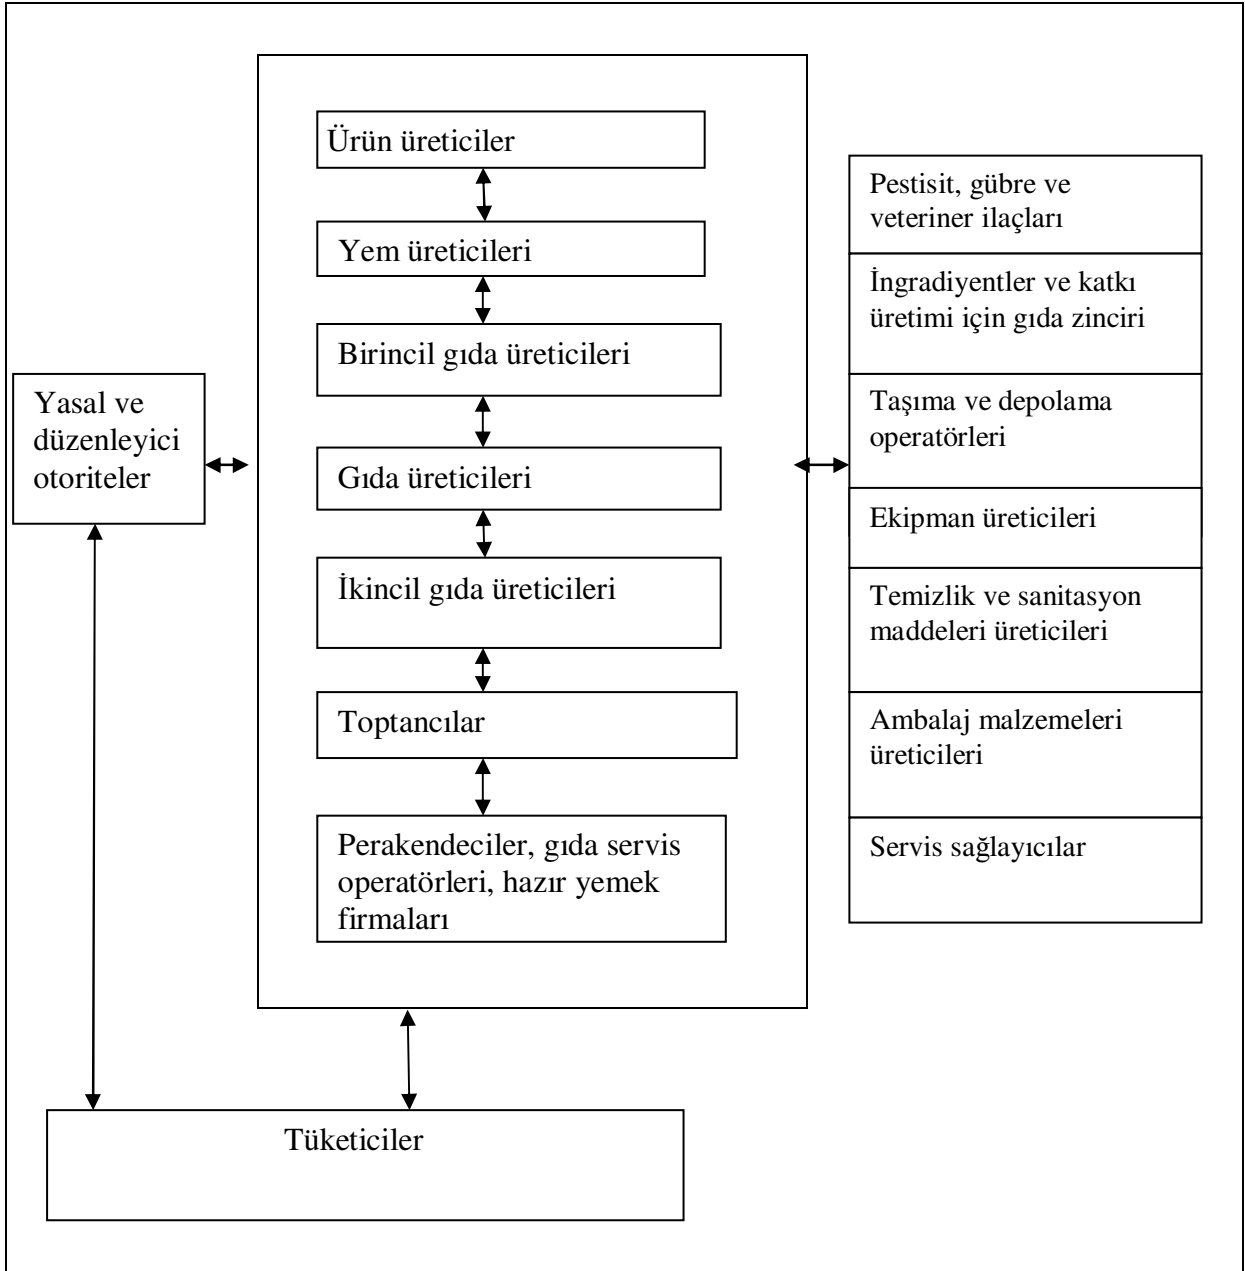 Ürün üreticiler
Yem üreticileri
Birincil gıda üreticileri
Gıda üreticileri
İkincil gıda üreticileri
Toptancılar
Perakendeciler, gıda servis
operatörleri, hazır yemek
firmaları
Yasal ve
düzenleyici
otoriteler
Pestisit, gübre ve
veteriner ilaçları
İngradiyentler ve katkı
üretimi için gıda zinciri
Taşıma ve depolama
operatörleri
Ekipman üreticileri
Temizlik ve sanitasyon
maddeleri üreticileri
Ambalaj malzemeleri
üreticileri
Servis sağlayıcılar
Tüketiciler